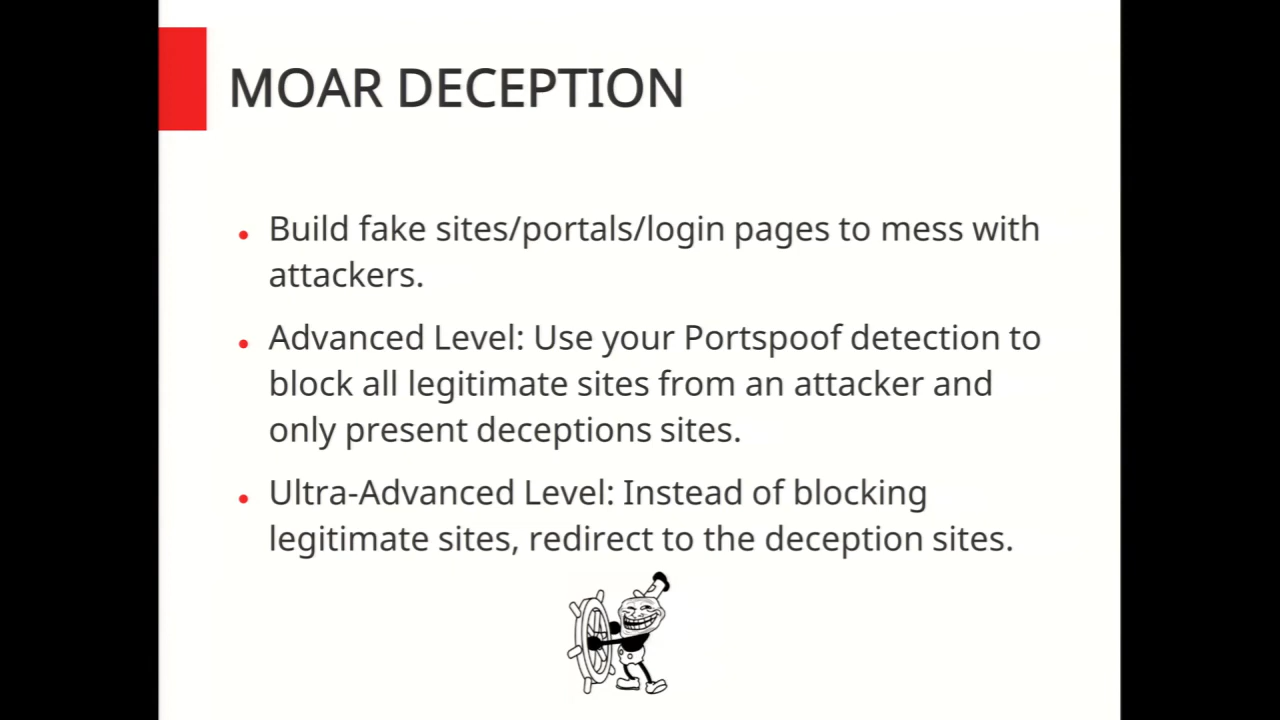 MOAR DECEPTION
Build fake sites/portals/login pages to mess with
attackers.
Advanced Level: Use your Portspoof detection to
block all legitimate sites from an attacker and
only present deceptions sites.
Ultra-Advanced Level: Instead of blocking
legitimate sites, redirect to the deception sites.